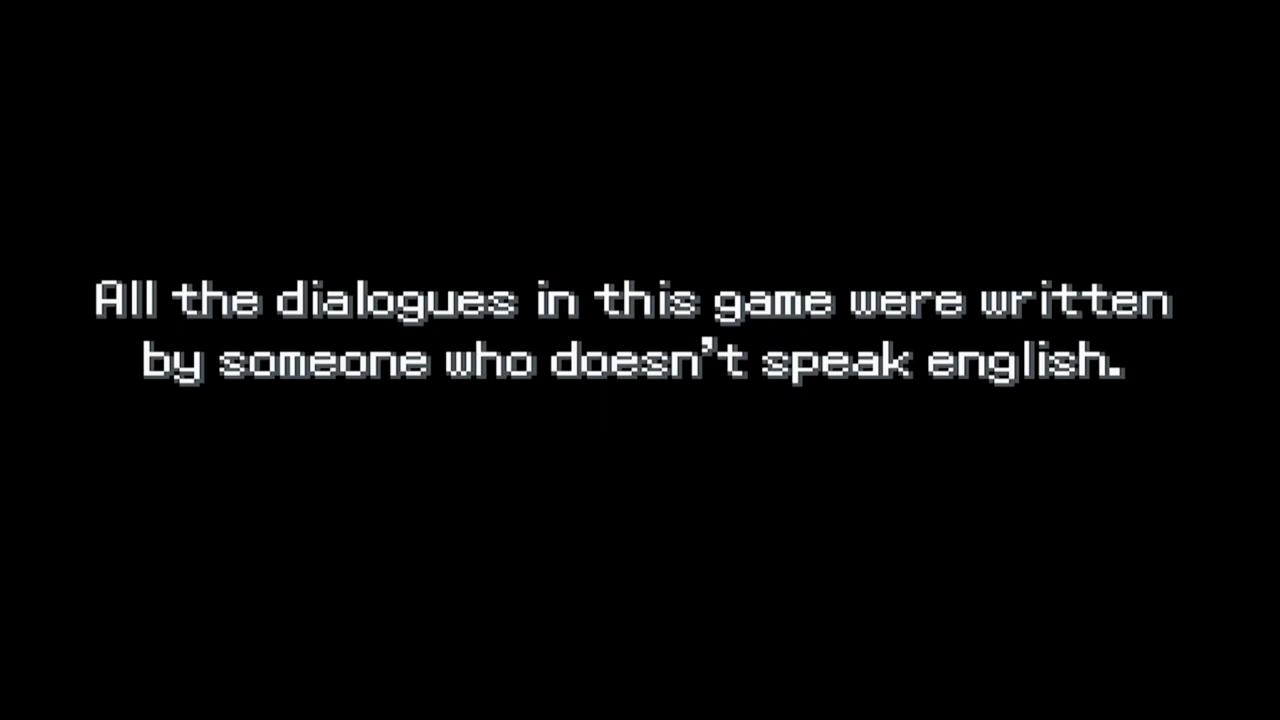 All the dialogues in this game were written
by someone who doesn't speak english.